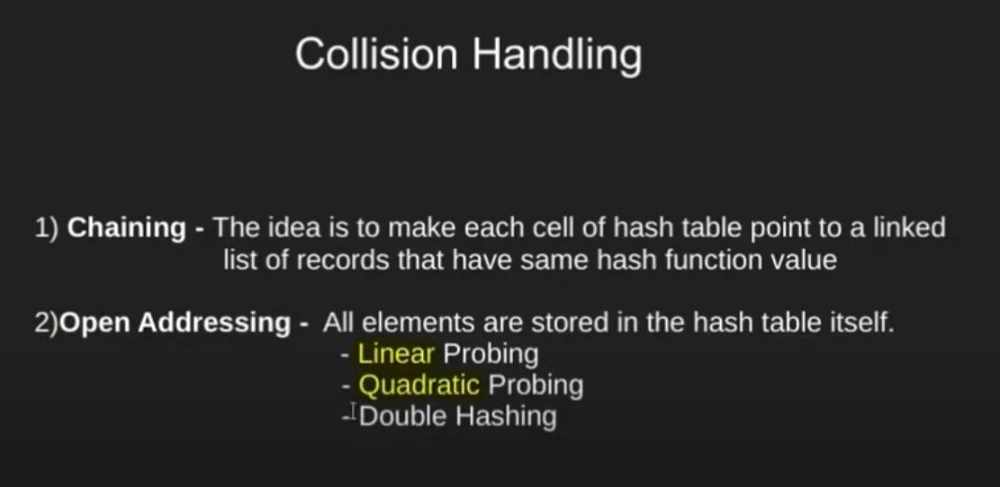 Collision Handling
1) Chaining - The idea is to make each cell of hash table point to a linked
list of records that have same hash function value
2)Open Addressing - All elements are stored in the hash table itself.
- Linear Probing
- Quadratic Probing
- Double Hashing